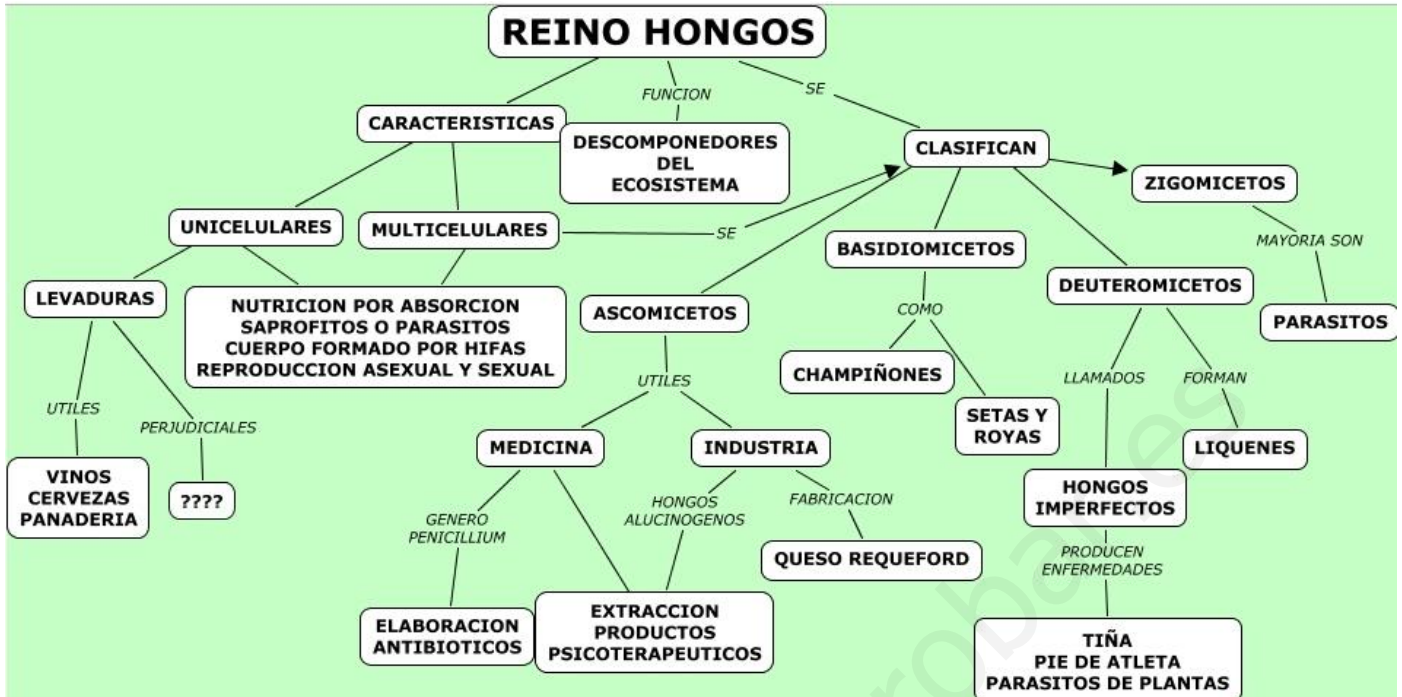 REINO HONGOS
FUNCION
SE
CARACTERISTICAS
DESCOMPONEDORES
DEL
ECOSISTEMA
CLASIFICAN
ZIGOMICETOS
UNICELULARES
MULTICELULARES
SE
BASIDIOMICETOS
MAYORIA SON
LEVADURAS
NUTRICION POR ABSORCION
SAPROFITOS O PARASITOS
CUERPO FORMADO POR HIFAS
REPRODUCCION ASEXUAL Y SEXUAL
ASCOMICETOS
COMO
DEUTEROMICETOS
PARASITOS
CHAMPIÑONES
SETAS Y
ROYAS
LLAMADOS
FORMAN
UTILES
PERJUDICIALES
UTILES
MEDICINA
INDUSTRIA
LIQUENES
VINOS
CERVEZAS
PANADERIA
????
GENERO
PENICILLIUM
HONGOS
ALUCINOGENOS
FABRICACION
HONGOS
IMPERFECTOS
QUESO REQUEFORD
PRODUCEN
ENFERMEDADES
ELABORACION
ANTIBIOTICOS
EXTRACCION
PRODUCTOS
PSICOTERAPEUTICOS
TIÑA
PIE DE ATLETA
PARASITOS DE PLANTAS